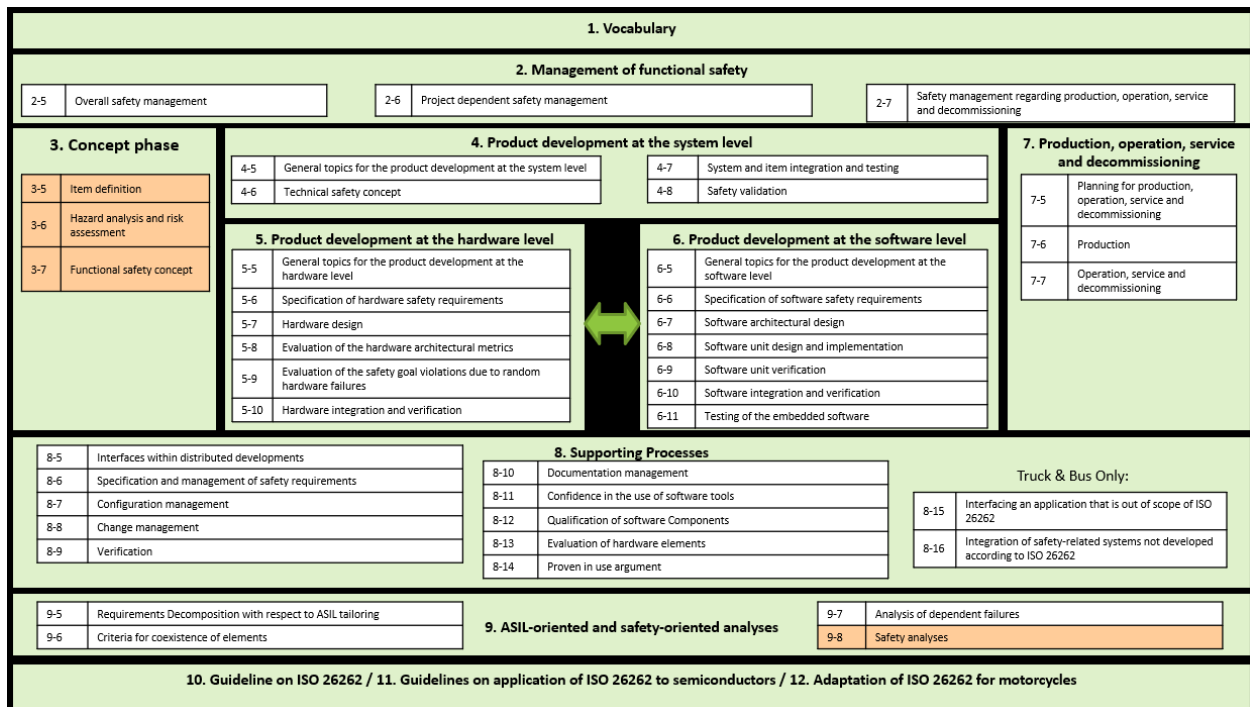 1. Vocabulary
2. Management of functional safety
2-5 Overall safety management
2-6 Project dependent safety management
2-7 Safety management regarding production, operation, service
and decommissioning
3. Concept phase
3-5 Item definition
3-6 Hazard analysis and risk
assessment
3-7 Functional safety concept
4. Product development at the system level
4-5 General topics for the product development at the system level
4-6 Technical safety concept
4-7 System and item integration and testing
4-8 Safety validation
5. Product development at the hardware level
5-5 General topics for the product development at the
hardware level
5-6 Specification of hardware safety requirements
5-7 Hardware design
5-8 Evaluation of the hardware architectural metrics
5-9 Evaluation of the safety goal violations due to random
hardware failures
5-10 Hardware integration and verification
6. Product development at the software level
6-5 General topics for the product development at the
software level
6-6 Specification of software safety requirements
6-7 Software architectural design
6-8 Software unit design and implementation
6-9 Software unit verification
6-10 Software integration and verification
6-11 Testing of the embedded software
7. Production, operation, service
and decommissioning
7-5 Planning for production,
operation, service and
decommissioning
7-6 Production
7-7 Operation, service and
decommissioning
8. Supporting Processes
8-5 Interfaces within distributed developments
8-6 Specification and management of safety requirements
8-7 Configuration management
8-8 Change management
8-9 Verification
8-10 Documentation management
8-11 Confidence in the use of software tools
8-12 Qualification of software Components
8-13 Evaluation of hardware elements
8-14 Proven in use argument
Truck & Bus Only:
8-15 Interfacing an application that is out of scope of ISO
26262
8-16 Integration of safety-related systems not developed
according to ISO 26262
9-5 Requirements Decomposition with respect to ASIL tailoring
9-6 Criteria for coexistence of elements
9. ASIL-oriented and safety-oriented analyses
9-7 Analysis of dependent failures
9-8 Safety analyses
10. Guideline on ISO 26262 / 11. Guidelines on application of ISO 26262 to semiconductors / 12. Adaptation of ISO 26262 for motorcycles